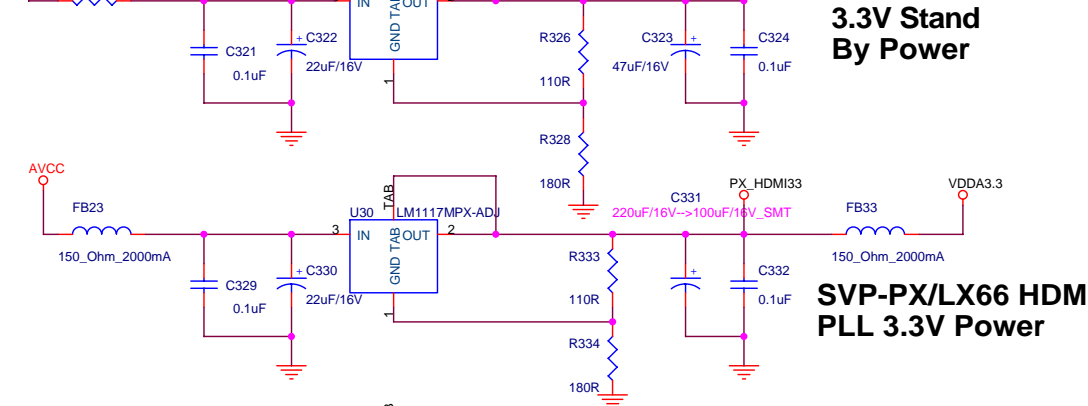 IN
GND TAB
OUT
1
C321
0.1uF
+
C322
22uF/16V
R326
110R
C323
+
47uF/16V
C324
0.1uF
3.3V Stand
By Power
R328
180R
AVCC
FB23
150_Ohm_2000mA
C329
0.1uF
+
C330
22uF/16V
U30
LM1117MPX-ADJ
TAB
3
IN
GND TAB
OUT
2
1
R333
110R
R334
180R
C331
220uF/16V-->100uF/16V_SMT
+
PX_HDMI33
C332
0.1uF
FB33
150_Ohm_2000mA
VDDA3.3
SVP-PX/LX66 HDM
PLL 3.3V Power